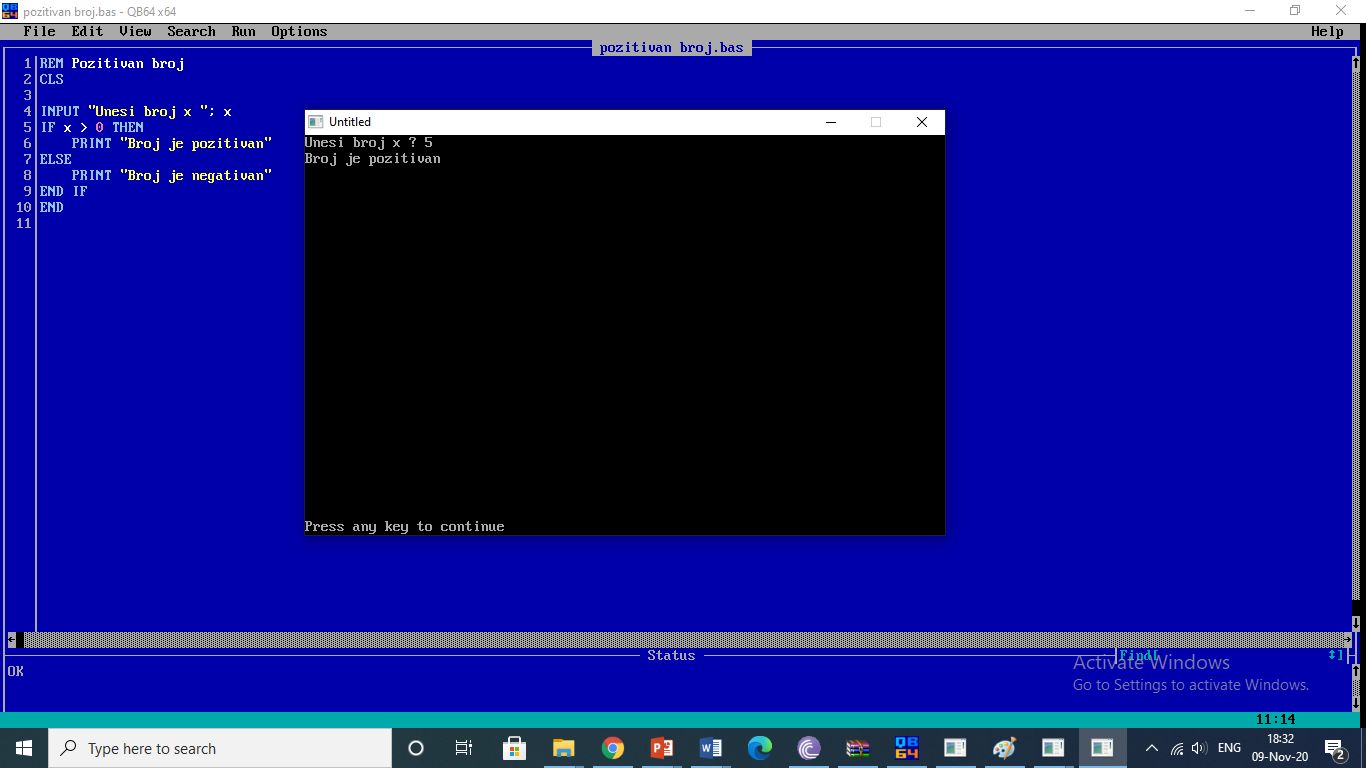 pozitivan broj.bas - QB64 x64
File Edit View Search Run Options Help
pozitivan broj.bas
1 REM Pozitivan broj
2 CLS
3
4 INPUT "Unesi broj x "; x
5 IF x > 0 THEN
6 PRINT "Broj je pozitivan"
7 ELSE
8 PRINT "Broj je negativan"
9 END IF
10 END
11
Untitled
Unesi broj x ? 5
Broj je pozitivan
Press any key to continue
Status
Find[ ]
OK
Activate Windows
Go to Settings to activate Windows.
11:14
Type here to search
QB64
ENG
18:32
09-Nov-20
2